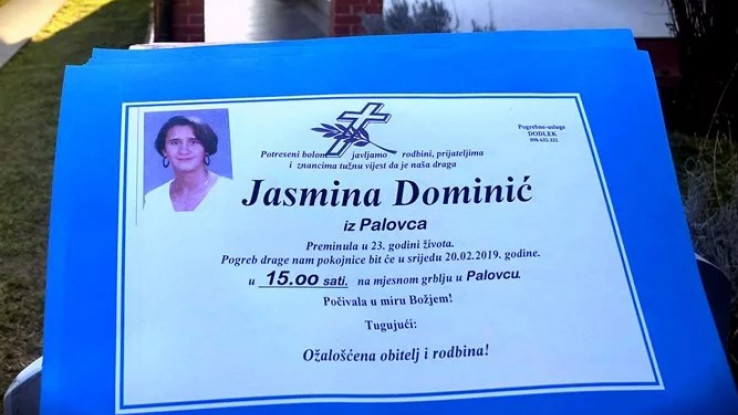 Pogrebne usluge
DODLEK
Potreseni bolom javljamo rodbini, prijateljima
i znancima tužnu vijest da je naša draga
Jasmina Dominić
iz Palovca
Preminula u 23. godini života.
Pogreb drage nam pokojnice bit će u srijedu 20.02.2019. godine.
u 15.00 sati. na mjesnom grblju u Palovcu.
Počivala u miru Božjem!
Tugujući:
Ožalošćena obitelj i rodbina!